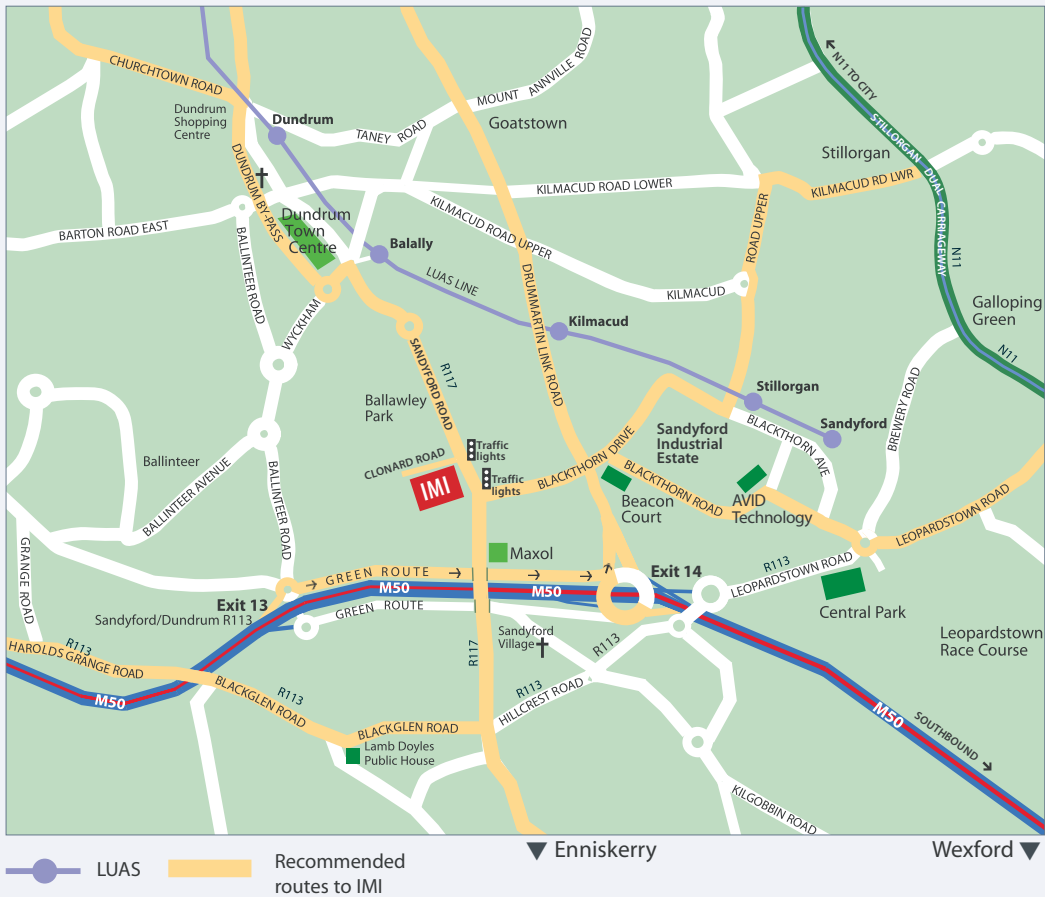 CHURCHTOWN ROAD
Dundrum
Shopping
Centre
Dundrum
TANEY ROAD
MOUNT ANNVILLE ROAD
Goatstown
N11 TO CITY
STILLORGAN DUAL CARRIAGEWAY
Stillorgan
KILMACUD RD LWR
KILMACUD ROAD LOWER
DUNDRUM BY-PASS
BARTON ROAD EAST
Dundrum
Town
Centre
Balally
KILMACUD ROAD UPPER
ROAD UPPER
KILMACUD
N11
Galloping
Green
N11
BALLINTEER ROAD
WYCKHAM
LUAS LINE
Kilmacud
DRUMMARTIN LINK ROAD
SANDYFORD ROAD
R117
Ballawley
Park
Stillorgan
Sandyford
BLACKTHORN AVE
BREWERY ROAD
Sandyford
Industrial
Estate
Traffic
lights
Traffic
lights
CLONARD ROAD
IMI
BLACKTHORN DRIVE
BLACKTHORN ROAD
Beacon
Court
AVID
Technology
LEOPARDSTOWN ROAD
Ballinteer
BALLINTEER AVENUE
BALLINTEER ROAD
GRANGE ROAD
Maxol
GREEN ROUTE
M50
M50
Exit 14
R113
LEOPARDSTOWN ROAD
Central Park
Exit 13
Sandyford/Dundrum R113
GREEN ROUTE
Sandyford
Village
R113
R117
Leopardstown
Race Course
R113
HAROLDS GRANGE ROAD
M50
R113
BLACKGLEN ROAD
BLACKGLEN ROAD
R113
HILLCREST ROAD
Lamb Doyles
Public House
M50
SOUTHBOUND
KILGOBBIN ROAD
LUAS
Recommended
routes to IMI
Enniskerry
Wexford